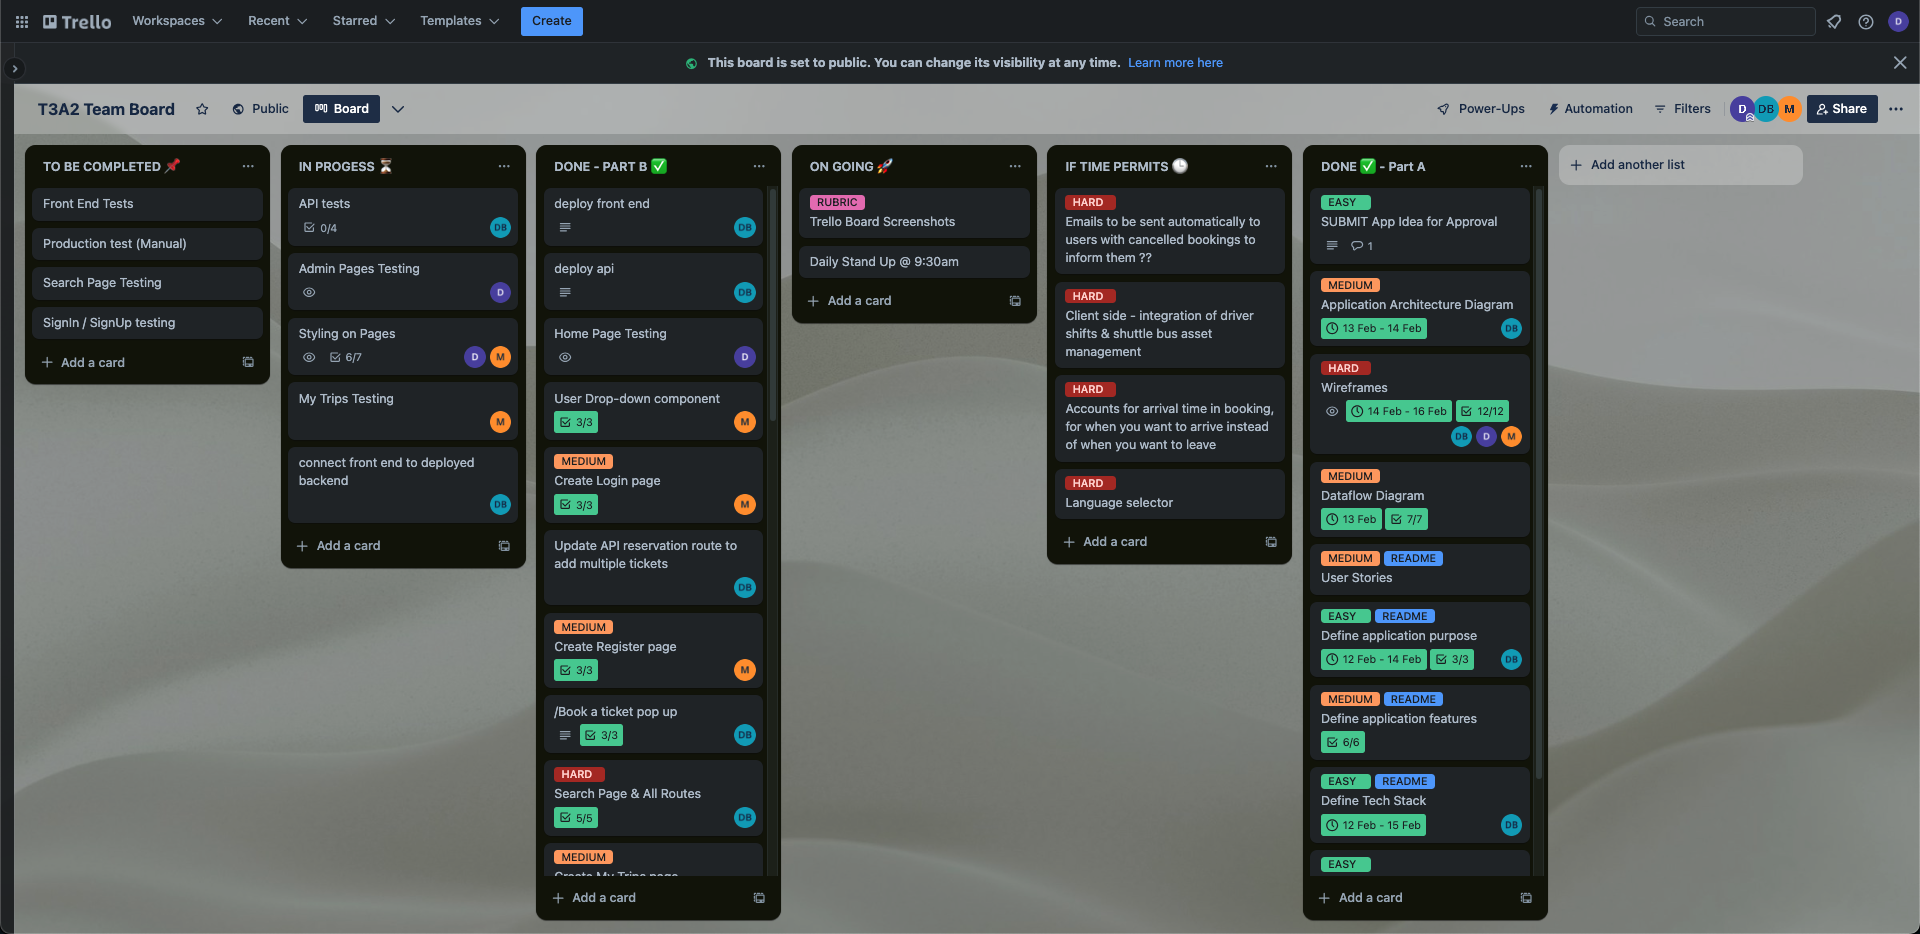 Trello
Workspaces
Recent
Starred
Templates
Create
Search
D
This board is set to public. You can change its visibility at any time. Learn more here
T3A2 Team Board
Public
Board
Power-Ups
Automation
Filters
D
DB
M
Share
TO BE COMPLETED 📌
Front End Tests
Production test (Manual)
Search Page Testing
SignIn / SignUp testing
Add a card
IN PROGESS ⏳
API tests
0/4
DB
Admin Pages Testing
D
Styling on Pages
6/7
D
M
My Trips Testing
M
connect front end to deployed
backend
DB
Add a card
DONE - PART B ✅
deploy front end
DB
deploy api
DB
Home Page Testing
D
User Drop-down component
3/3
M
MEDIUM
Create Login page
3/3
M
Update API reservation route to
add multiple tickets
DB
MEDIUM
Create Register page
3/3
M
/Book a ticket pop up
3/3
DB
HARD
Search Page & All Routes
5/5
DB
MEDIUM
Create My Trips page
Add a card
ON GOING 🚀
RUBRIC
Trello Board Screenshots
Daily Stand Up @ 9:30am
Add a card
IF TIME PERMITS 🕒
HARD
Emails to be sent automatically to
users with cancelled bookings to
inform them ??
HARD
Client side - integration of driver
shifts & shuttle bus asset
management
HARD
Accounts for arrival time in booking,
for when you want to arrive instead
of when you want to leave
HARD
Language selector
Add a card
DONE ✅ - Part A
EASY
SUBMIT App Idea for Approval
1
MEDIUM
Application Architecture Diagram
13 Feb - 14 Feb
DB
HARD
Wireframes
14 Feb - 16 Feb
12/12
DB
D
M
MEDIUM
Dataflow Diagram
13 Feb
7/7
MEDIUM README
User Stories
EASY README
Define application purpose
12 Feb - 14 Feb
3/3
DB
MEDIUM README
Define application features
6/6
EASY README
Define Tech Stack
12 Feb - 15 Feb
DB
EASY
Add a card
Add another list